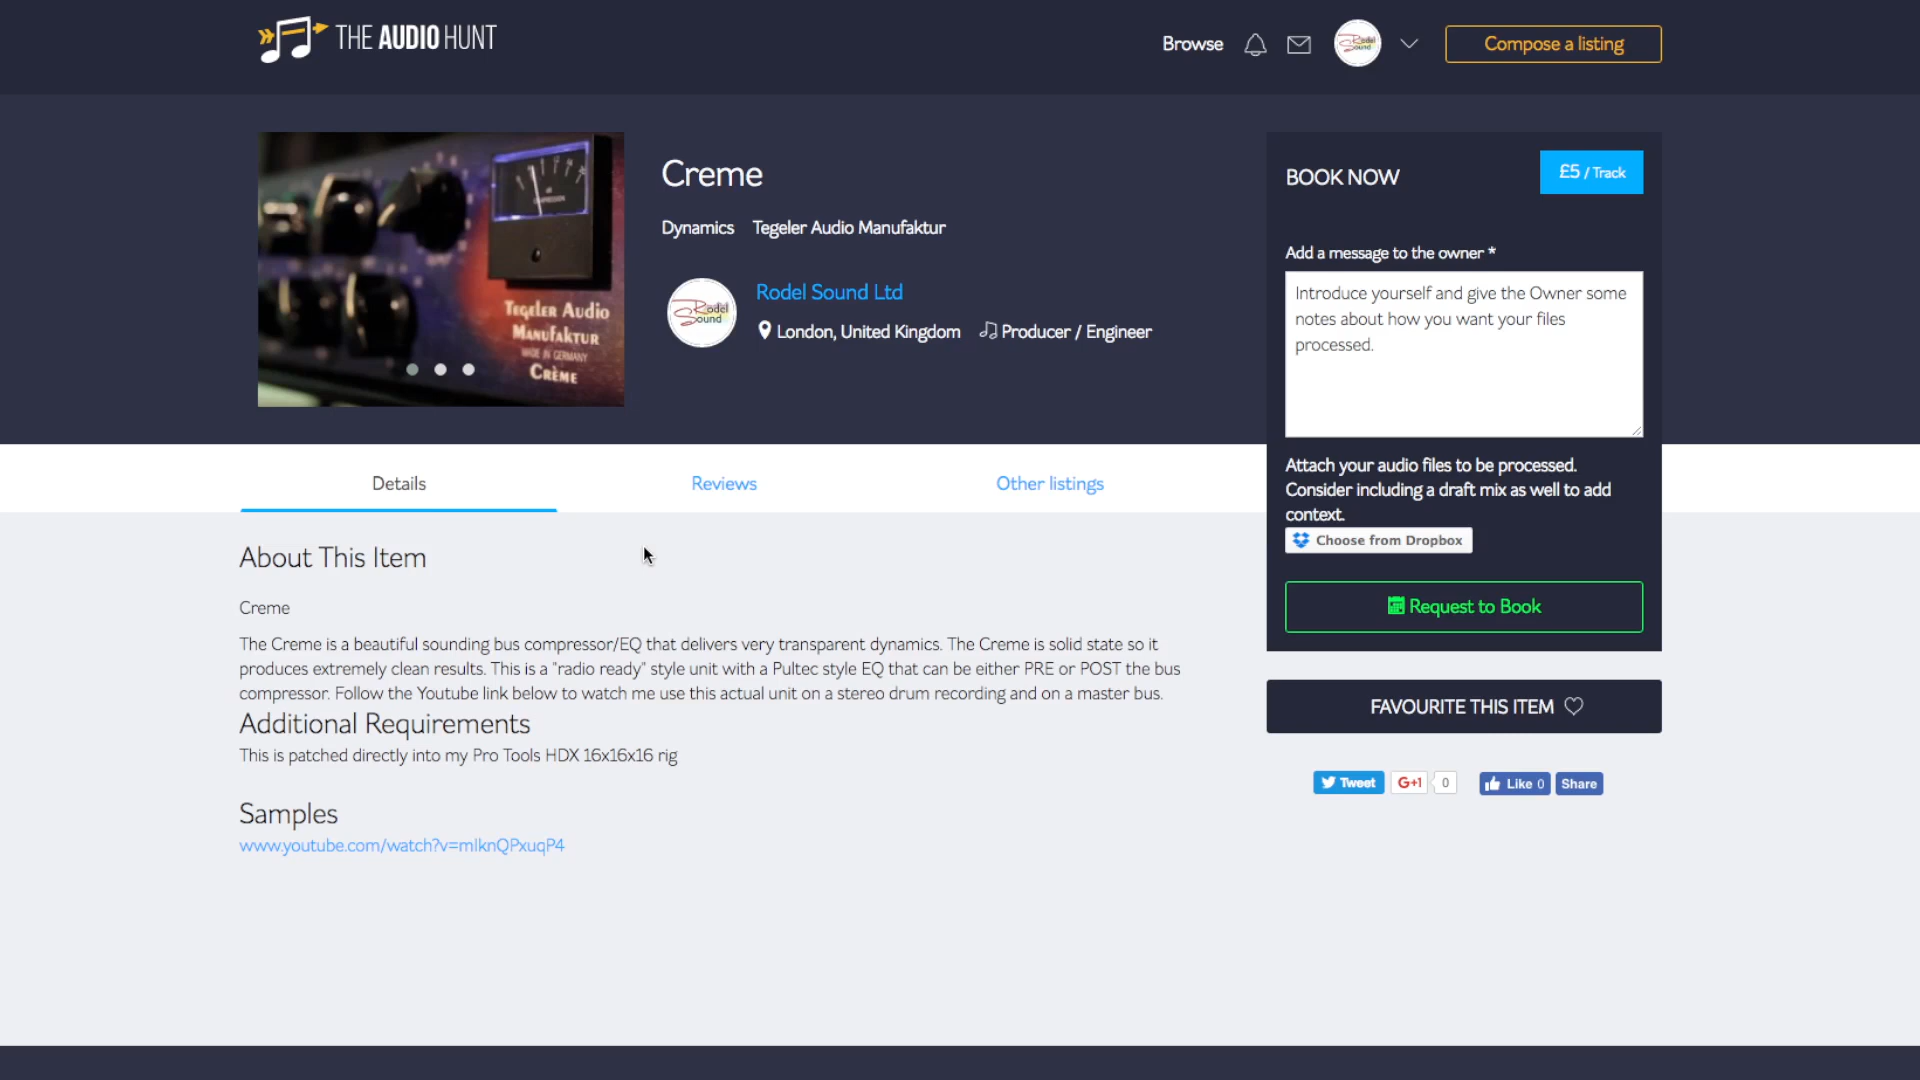 THE AUDIO HUNT
Browse
Compose a listing
Tegeler Audio
Manufaktur
MADE IN GERMANY
Crème
COMPRESSION
Creme
Dynamics Tegeler Audio Manufaktur
Rodel Sound
Rodel Sound Ltd
London, United Kingdom Producer / Engineer
BOOK NOW
£5 / Track
Add a message to the owner *
Introduce yourself and give the Owner some
notes about how you want your files
processed.
Attach your audio files to be processed.
Consider including a draft mix as well to add
context.
Choose from Dropbox
Request to Book
FAVOURITE THIS ITEM
Tweet G+1 0 Like 0 Share
Details Reviews Other listings
About This Item
Creme
The Creme is a beautiful sounding bus compressor/EQ that delivers very transparent dynamics. The Creme is solid state so it
produces extremely clean results. This is a "radio ready" style unit with a Pultec style EQ that can be either PRE or POST the bus
compressor. Follow the Youtube link below to watch me use this actual unit on a stereo drum recording and on a master bus.
Additional Requirements
This is patched directly into my Pro Tools HDX 16x16x16 rig
Samples
www.youtube.com/watch?v=mIknQPxuqP4